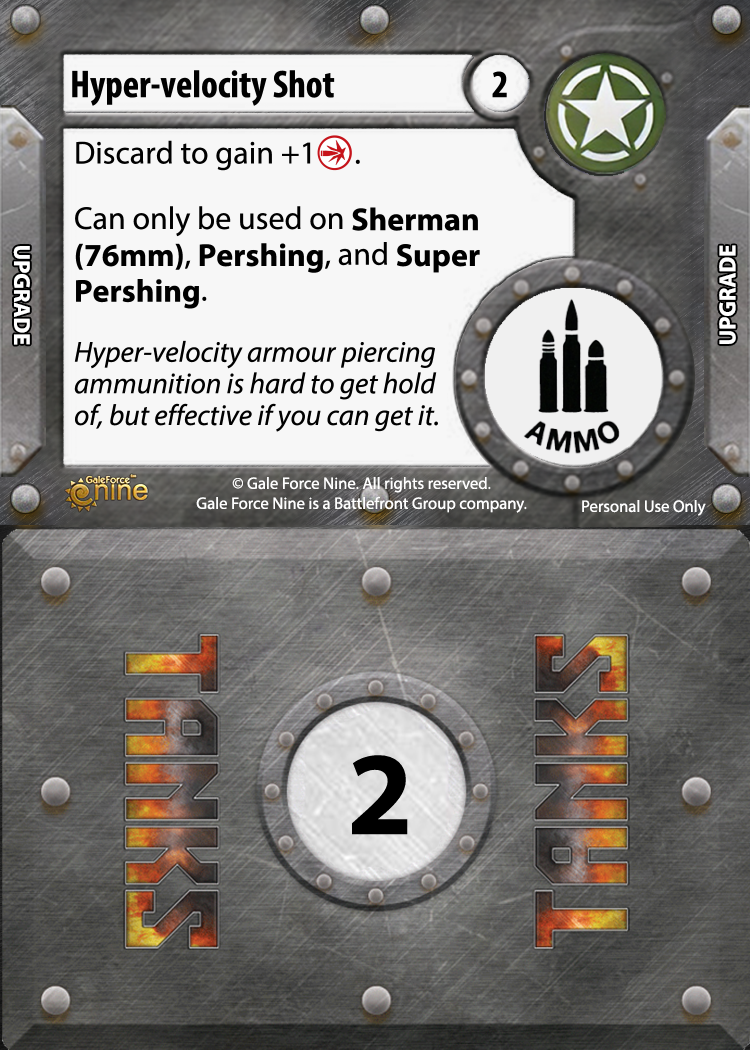 Hyper-velocity Shot
2
Discard to gain +1.
Can only be used on Sherman
(76mm), Pershing, and Super
Pershing.
Hyper-velocity armour piercing
ammunition is hard to get hold
of, but effective if you can get it.
UPGRADE
UPGRADE
AMMO
GaleForce™
nine
© Gale Force Nine. All rights reserved.
Gale Force Nine is a Battlefront Group company.
Personal Use Only
TANKS
2
TANKS